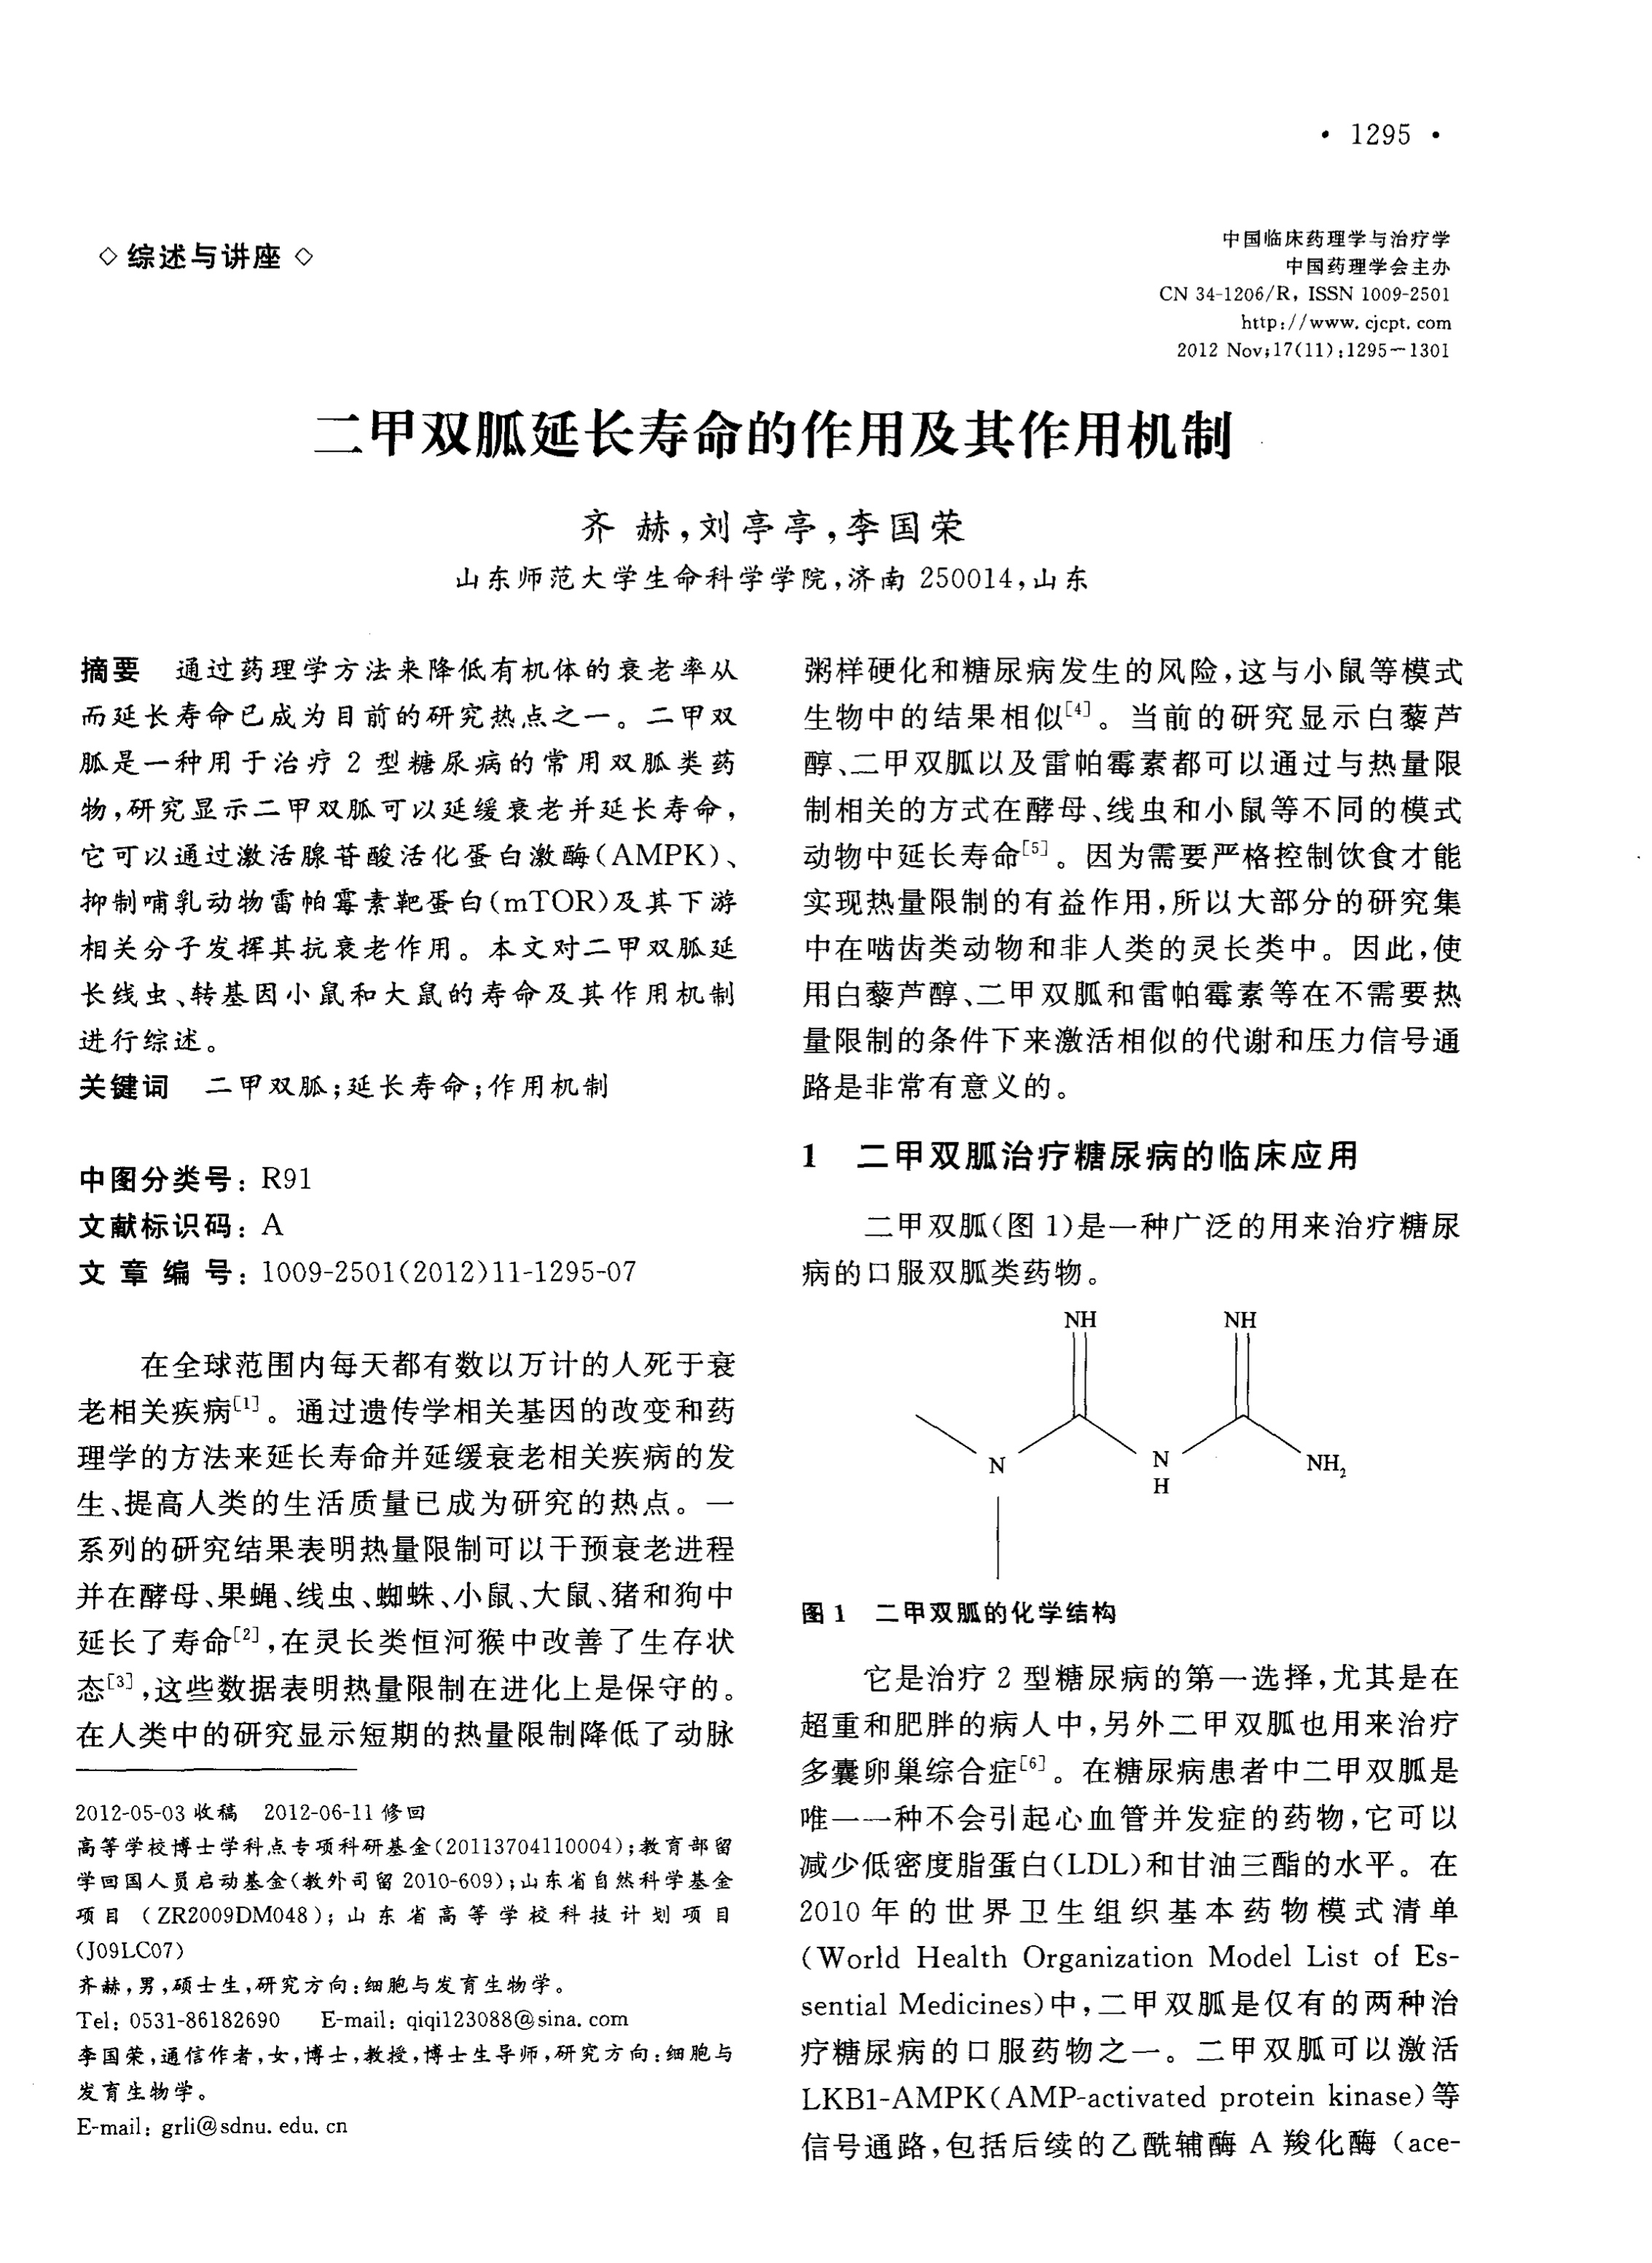 · 1295 ·
◇ 综述与讲座 ◇
中国临床药理学与治疗学
中国药理学会主办
CN 34-1206/R, ISSN 1009-2501
http://www.cjcpt.com
2012 Nov;17(11):1295－1301
二甲双胍延长寿命的作用及其作用机制
齐 赫,刘亭亭,李国荣
山东师范大学生命科学学院,济南 250014,山东
摘要 通过药理学方法来降低有机体的衰老率从
而延长寿命已成为目前的研究热点之一。二甲双
胍是一种用于治疗 2 型糖尿病的常用双胍类药
物,研究显示二甲双胍可以延缓衰老并延长寿命,
它可以通过激活腺苷酸活化蛋白激酶(AMPK)、
抑制哺乳动物雷帕霉素靶蛋白(mTOR)及其下游
相关分子发挥其抗衰老作用。本文对二甲双胍延
长线虫、转基因小鼠和大鼠的寿命及其作用机制
进行综述。
关键词 二甲双胍;延长寿命;作用机制
中图分类号: R91
文献标识码: A
文章编号: 1009-2501(2012)11-1295-07
在全球范围内每天都有数以万计的人死于衰
老相关疾病[1]。通过遗传学相关基因的改变和药
理学的方法来延长寿命并延缓衰老相关疾病的发
生、提高人类的生活质量已成为研究的热点。一
系列的研究结果表明热量限制可以干预衰老进程
并在酵母、果蝇、线虫、蜘蛛、小鼠、大鼠、猪和狗中
延长了寿命[2],在灵长类恒河猴中改善了生存状
态[3],这些数据表明热量限制在进化上是保守的。
在人类中的研究显示短期的热量限制降低了动脉
2012-05-03 收稿 2012-06-11 修回
高等学校博士学科点专项科研基金(20113704110004);教育部留
学回国人员启动基金(教外司留 2010-609);山东省自然科学基金
项目 (ZR2009DM048); 山东省高等学校科技计划项目
(J09LC07)
齐赫,男,硕士生,研究方向:细胞与发育生物学。
Tel: 0531-86182690 E-mail: qiqi123088@sina.com
李国荣,通信作者,女,博士,教授,博士生导师,研究方向:细胞与
发育生物学。
E-mail: grli@sdnu.edu.cn
粥样硬化和糖尿病发生的风险,这与小鼠等模式
生物中的结果相似[4]。当前的研究显示白藜芦
醇、二甲双胍以及雷帕霉素都可以通过与热量限
制相关的方式在酵母、线虫和小鼠等不同的模式
动物中延长寿命[5]。因为需要严格控制饮食才能
实现热量限制的有益作用,所以大部分的研究集
中在啮齿类动物和非人类的灵长类中。因此,使
用白藜芦醇、二甲双胍和雷帕霉素等在不需要热
量限制的条件下来激活相似的代谢和压力信号通
路是非常有意义的。
1 二甲双胍治疗糖尿病的临床应用
二甲双胍(图 1)是一种广泛的用来治疗糖尿
病的口服双胍类药物。
NH NH
N N NH₂
H
图 1 二甲双胍的化学结构
它是治疗 2 型糖尿病的第一选择,尤其是在
超重和肥胖的病人中,另外二甲双胍也用来治疗
多囊卵巢综合症[6]。在糖尿病患者中二甲双胍是
唯一一种不会引起心血管并发症的药物,它可以
减少低密度脂蛋白(LDL)和甘油三酯的水平。在
2010 年的世界卫生组织基本药物模式清单
(World Health Organization Model List of Es-
sential Medicines)中,二甲双胍是仅有的两种治
疗糖尿病的口服药物之一。二甲双胍可以激活
LKB1-AMPK(AMP-activated protein kinase)等
信号通路,包括后续的乙酰辅酶 A 羧化酶 (ace-